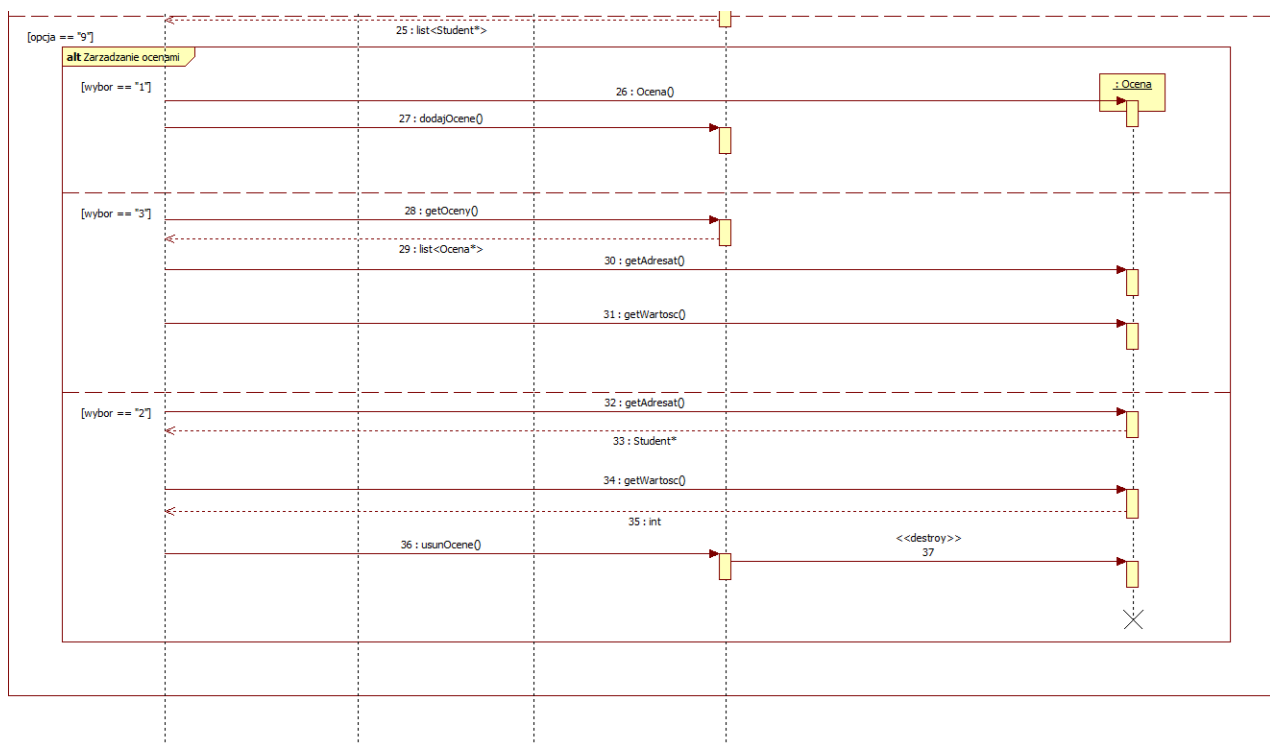 25 : list<Student*>
[opcja == "9"]
alt Zarzadzanie ocenami
[wybor == "1"]
: Ocena
26 : Ocena()
27 : dodajOcene()
[wybor == "3"]
28 : getOceny()
29 : list<Ocena*>
30 : getAdresat()
31 : getWartosc()
[wybor == "2"]
32 : getAdresat()
33 : Student*
34 : getWartosc()
35 : int
36 : usunOcene()
<<destroy>>
37